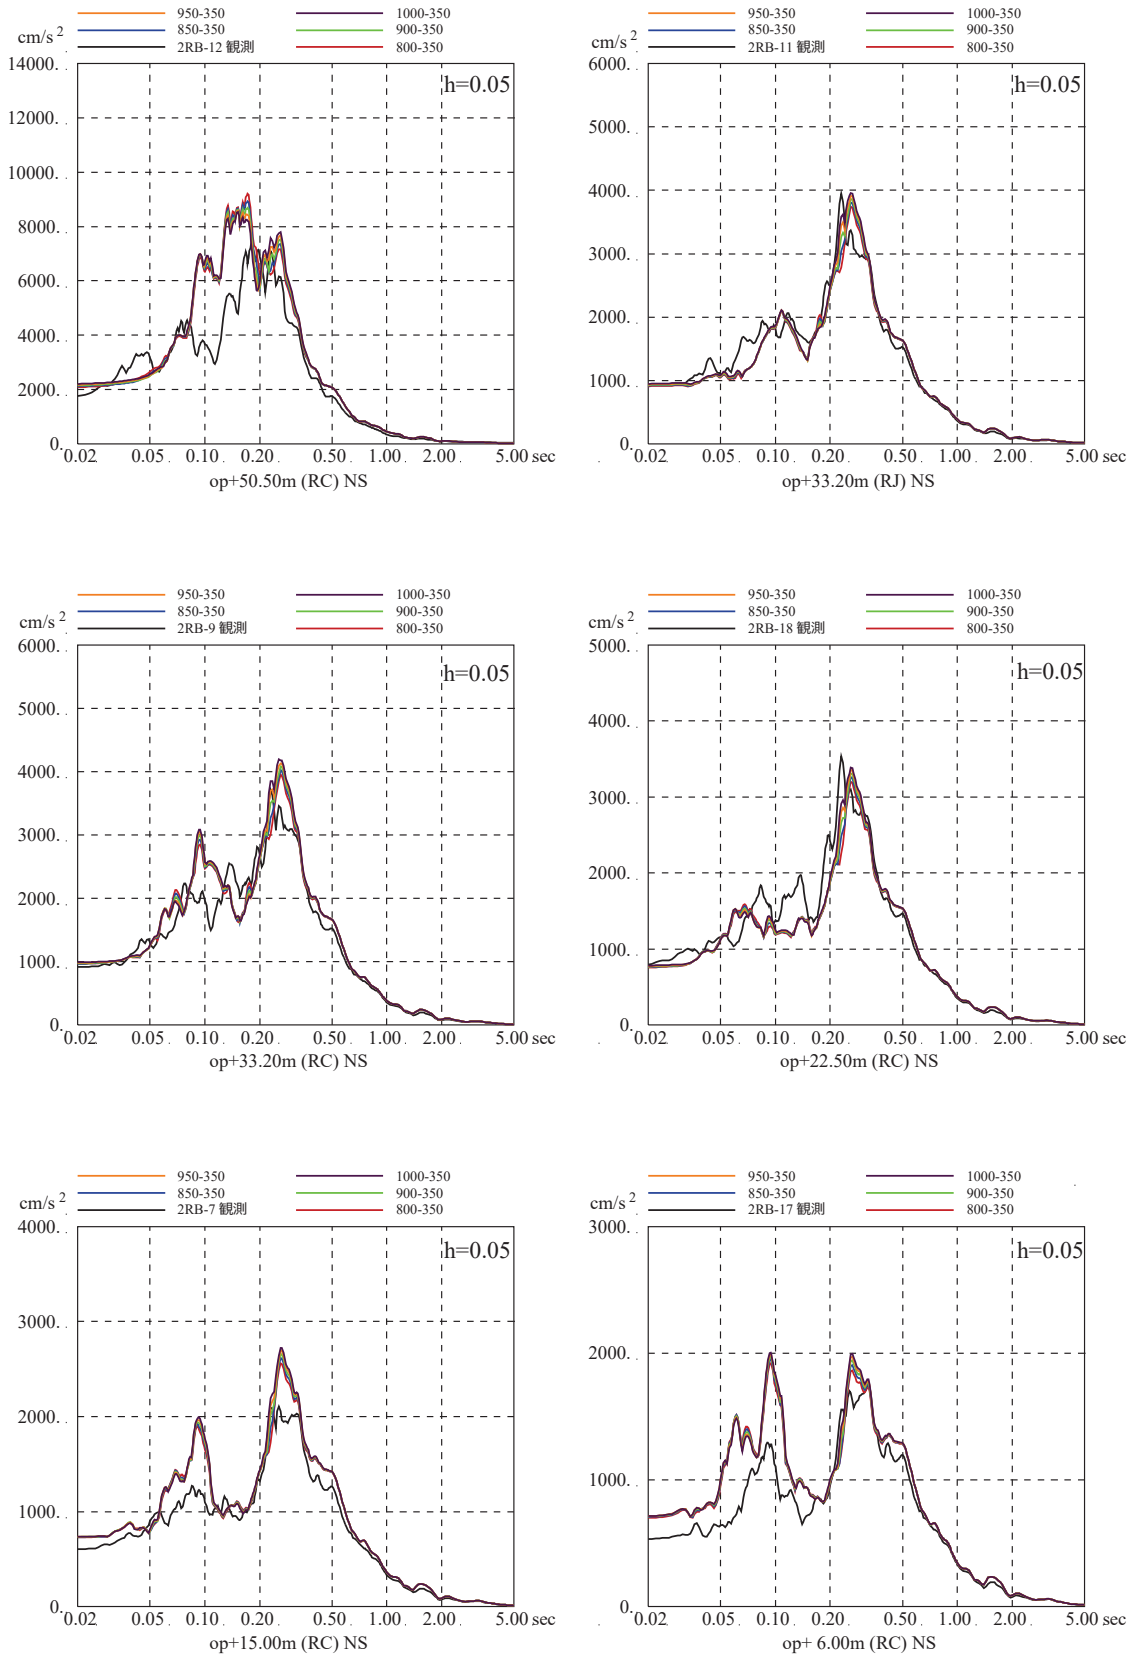 950-350 1000-350
850-350 900-350
2RB-12 観測 800-350
cm/s 2
h=0.05
14000.
12000.
10000.
8000.
6000.
4000.
2000.
0.
0.02 0.05 0.10 0.20 0.50 1.00 2.00 5.00 sec
op+50.50m (RC) NS
950-350 1000-350
850-350 900-350
2RB-11 観測 800-350
cm/s 2
h=0.05
6000.
5000.
4000.
3000.
2000.
1000.
0.
0.02 0.05 0.10 0.20 0.50 1.00 2.00 5.00 sec
op+33.20m (RJ) NS
950-350 1000-350
850-350 900-350
2RB-9 観測 800-350
cm/s 2
h=0.05
6000.
5000.
4000.
3000.
2000.
1000.
0.
0.02 0.05 0.10 0.20 0.50 1.00 2.00 5.00 sec
op+33.20m (RC) NS
950-350 1000-350
850-350 900-350
2RB-18 観測 800-350
cm/s 2
h=0.05
5000.
4000.
3000.
2000.
1000.
0.
0.02 0.05 0.10 0.20 0.50 1.00 2.00 5.00 sec
op+22.50m (RC) NS
950-350 1000-350
850-350 900-350
2RB-7 観測 800-350
cm/s 2
h=0.05
4000.
3000.
2000.
1000.
0.
0.02 0.05 0.10 0.20 0.50 1.00 2.00 5.00 sec
op+15.00m (RC) NS
950-350 1000-350
850-350 900-350
2RB-17 観測 800-350
cm/s 2
h=0.05
3000.
2000.
1000.
0.
0.02 0.05 0.10 0.20 0.50 1.00 2.00 5.00 sec
op+ 6.00m (RC) NS